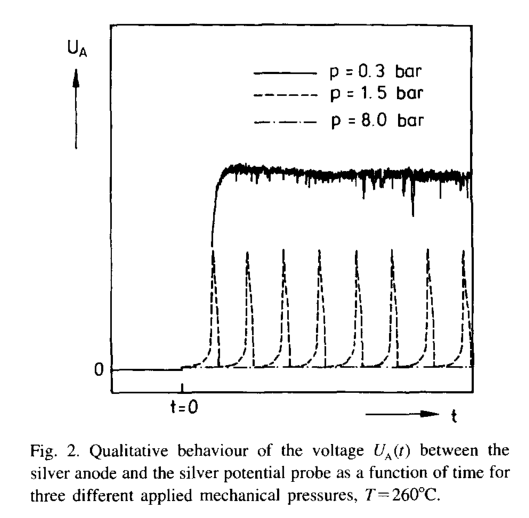 U_A
p = 0.3 bar
p = 1.5 bar
p = 8.0 bar
0
t=0
t
Fig. 2. Qualitative behaviour of the voltage U_A(t) between the
silver anode and the silver potential probe as a function of time for
three different applied mechanical pressures, T=260°C.